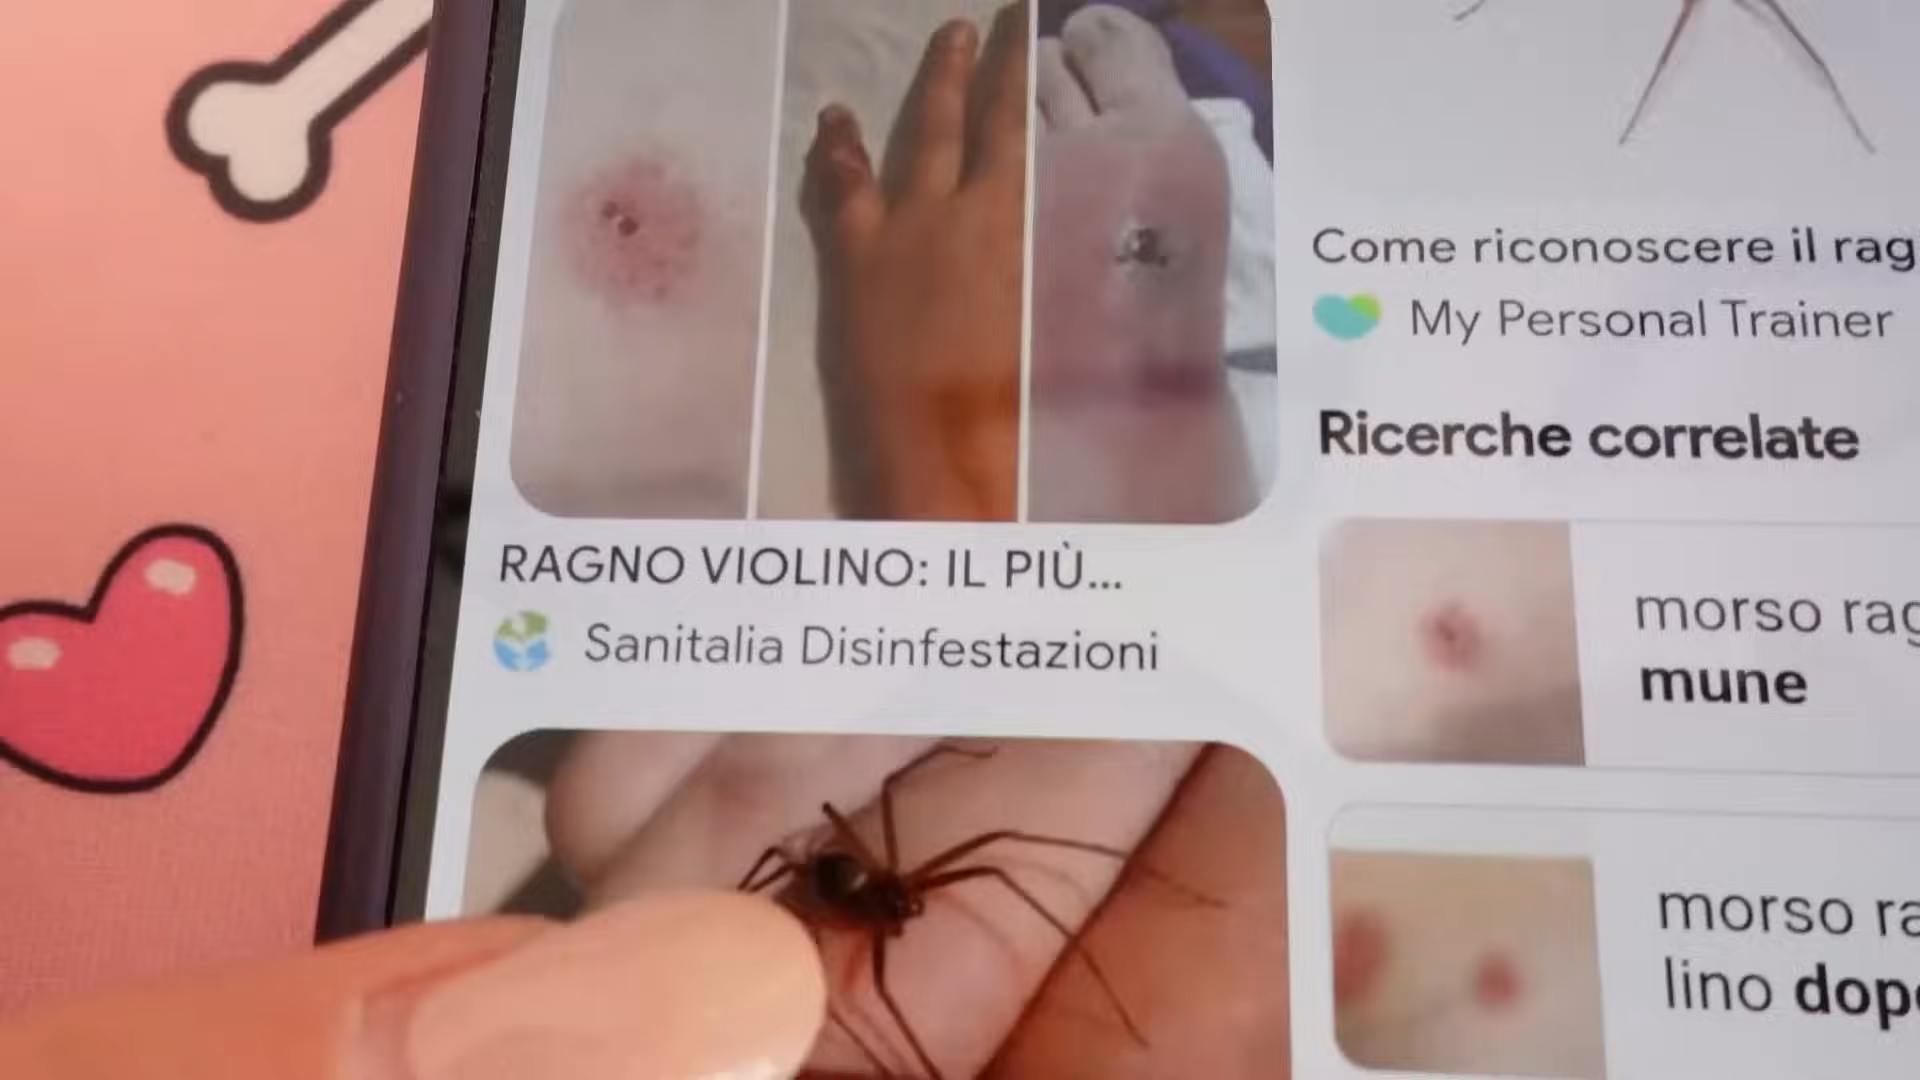 RAGNO VIOLINO: IL PIÙ...
Sanitalia Disinfestazioni
Come riconoscere il rag
My Personal Trainer
Ricerche correlate
morso rag
mune
morso ra
lino dop